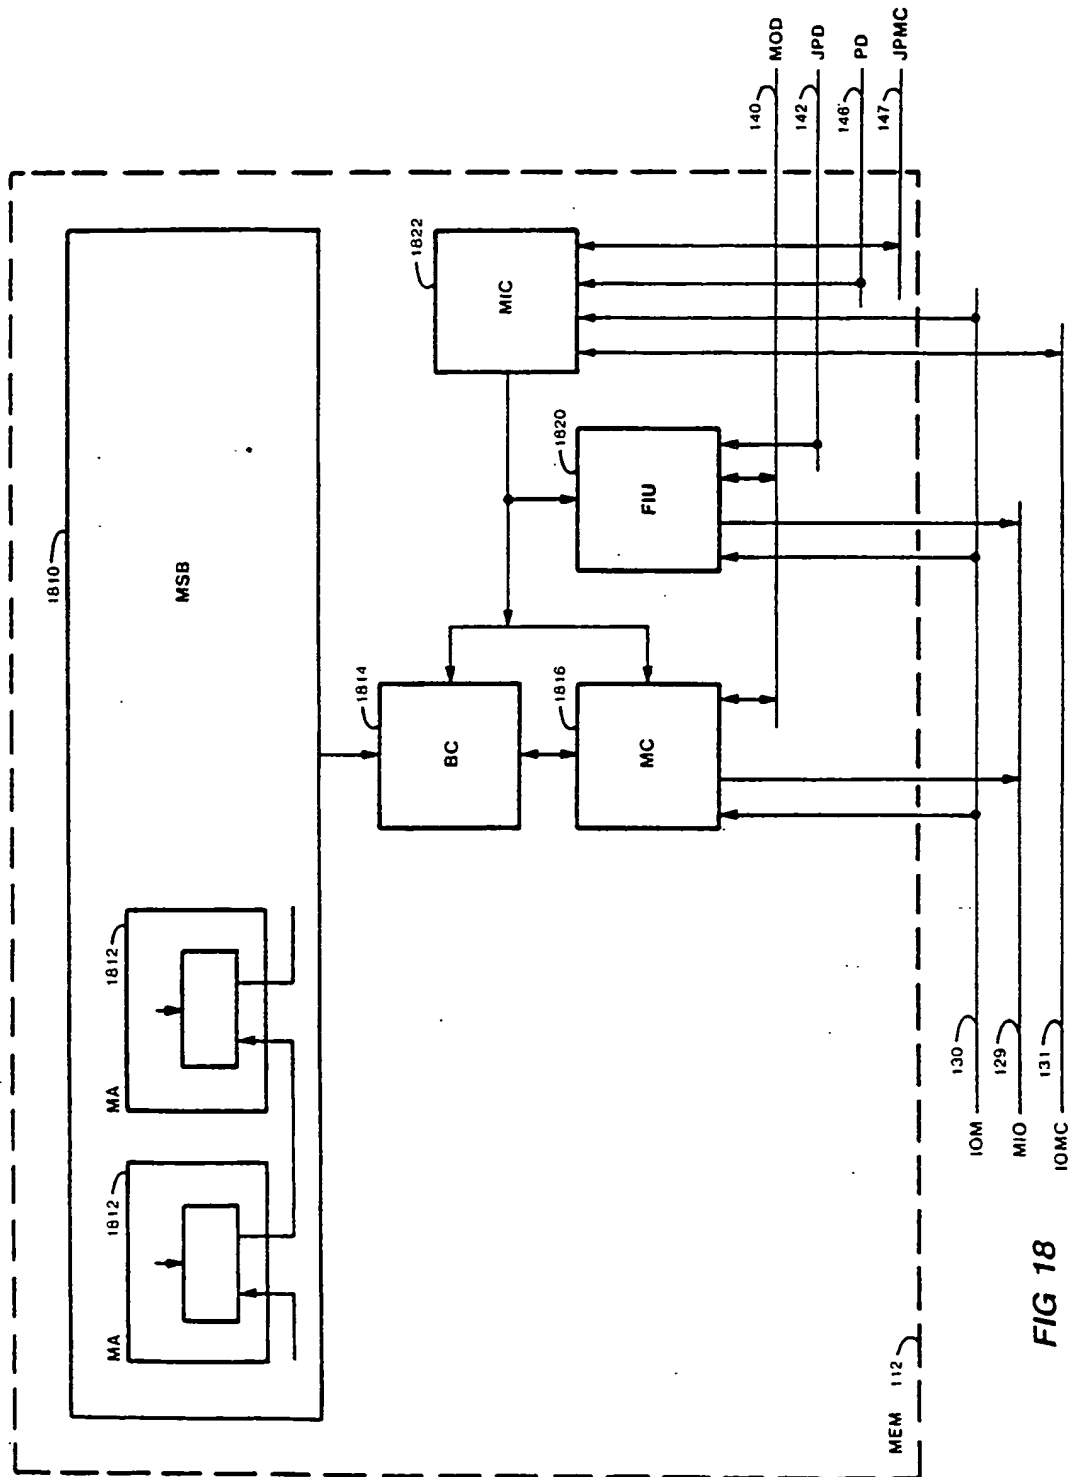 1810
MSB
MA
1812
MA
1812
1814
BC
1816
MC
1820
FIU
1822
MIC
140
MOD
142
JPD
146
PD
147
JPMC
IOM
130
MIO
129
IOMC
131
MEM 112
FIG 18